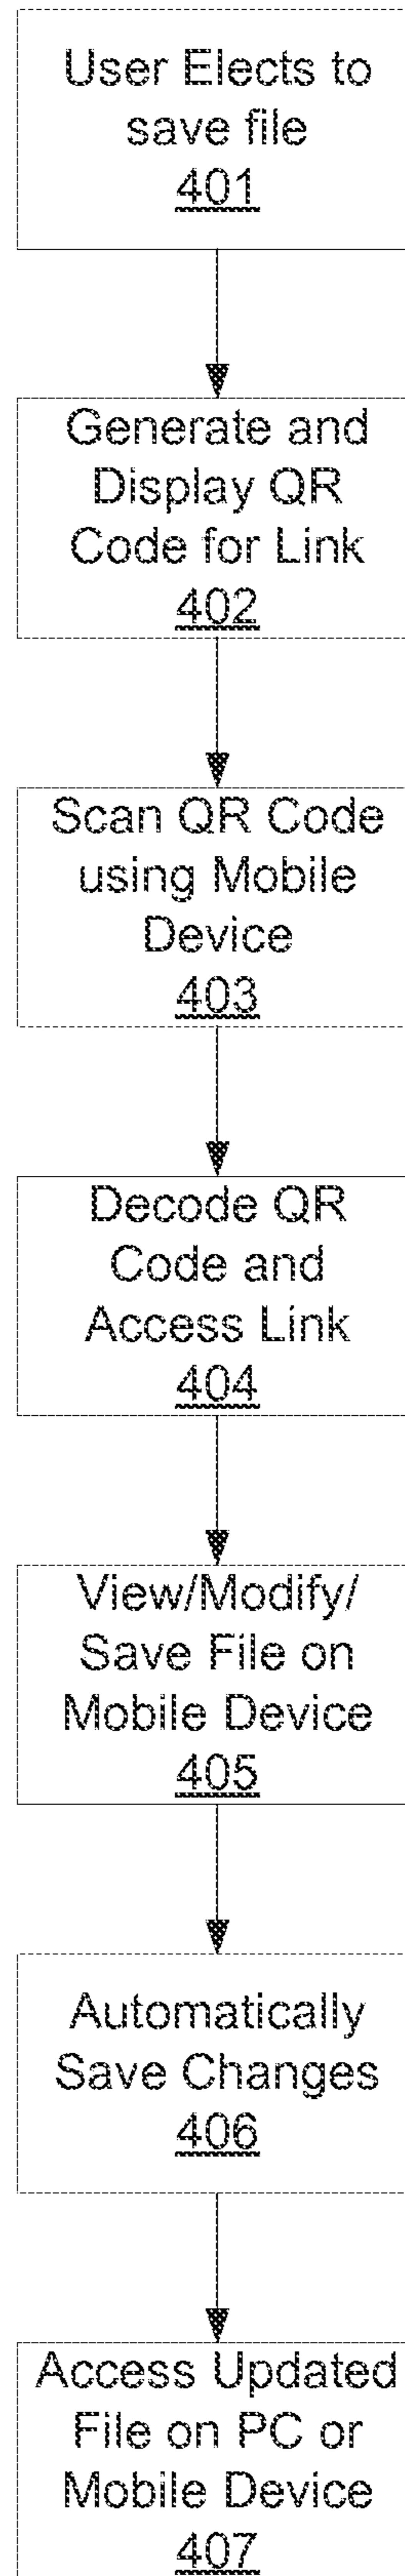 User Elects to
save file
401
Generate and
Display QR
Code for Link
402
Scan QR Code
using Mobile
Device
403
Decode QR
Code and
Access Link
404
View/Modify/
Save File on
Mobile Device
405
Automatically
Save Changes
406
Access Updated
File on PC or
Mobile Device
407